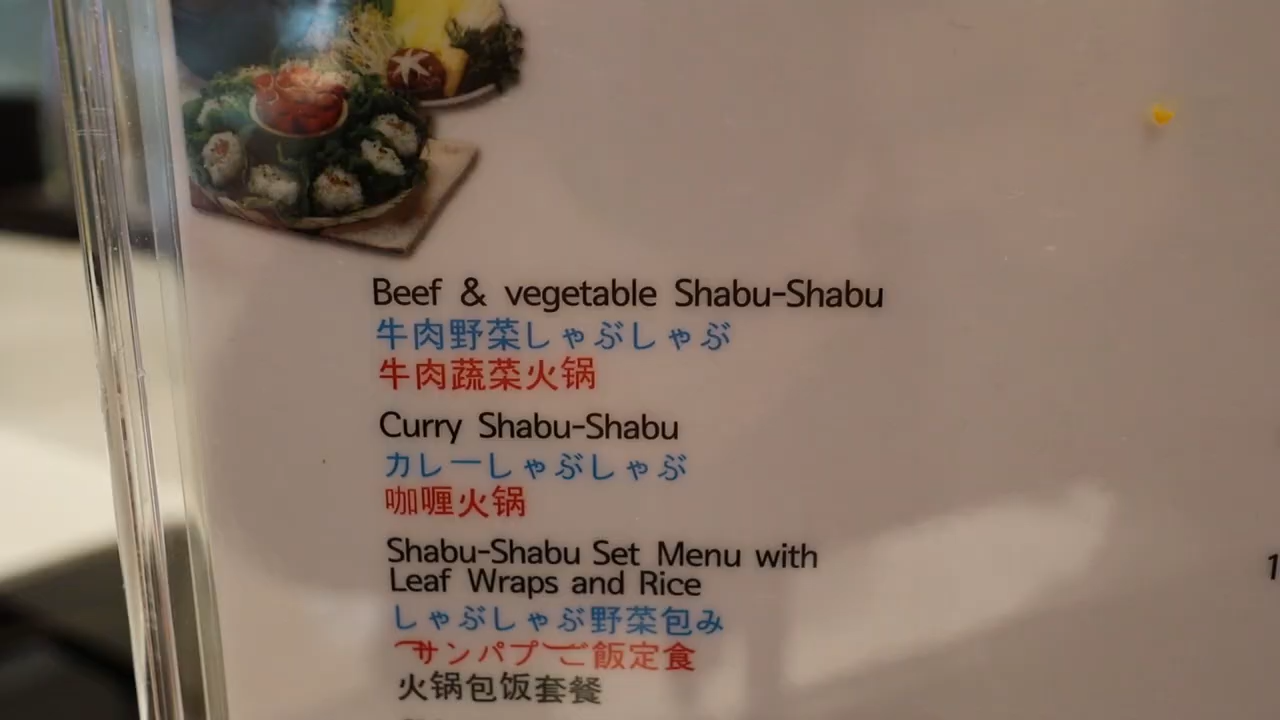 Beef & vegetable Shabu-Shabu
牛肉野菜しゃぶしゃぶ
牛肉蔬菜火锅
Curry Shabu-Shabu
カレーしゃぶしゃぶ
咖喱火锅
Shabu-Shabu Set Menu with
Leaf Wraps and Rice
しゃぶしゃぶ野菜包み
サンパプご飯定食
火锅包饭套餐